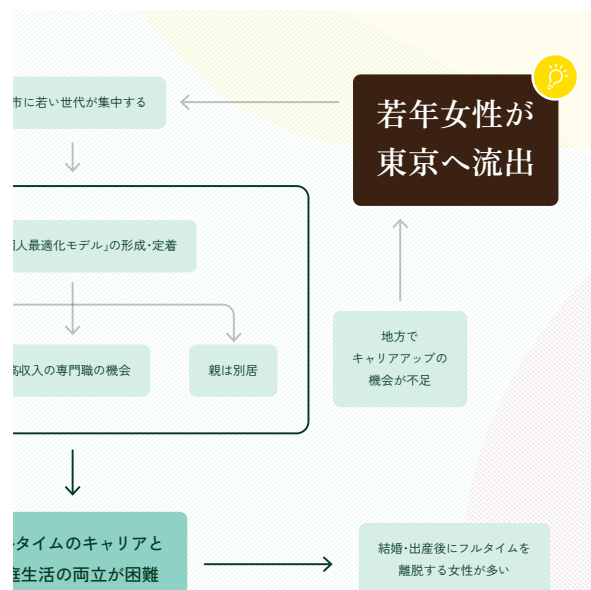 市に若い世代が集中する
若年女性が
東京へ流出
人最適化モデル」の形成・定着
地方で
キャリアアップの
機会が不足
高収入の専門職の機会
親は別居
タイムのキャリアと
生活の両立が困難
結婚・出産後にフルタイムを
離脱する女性が多い